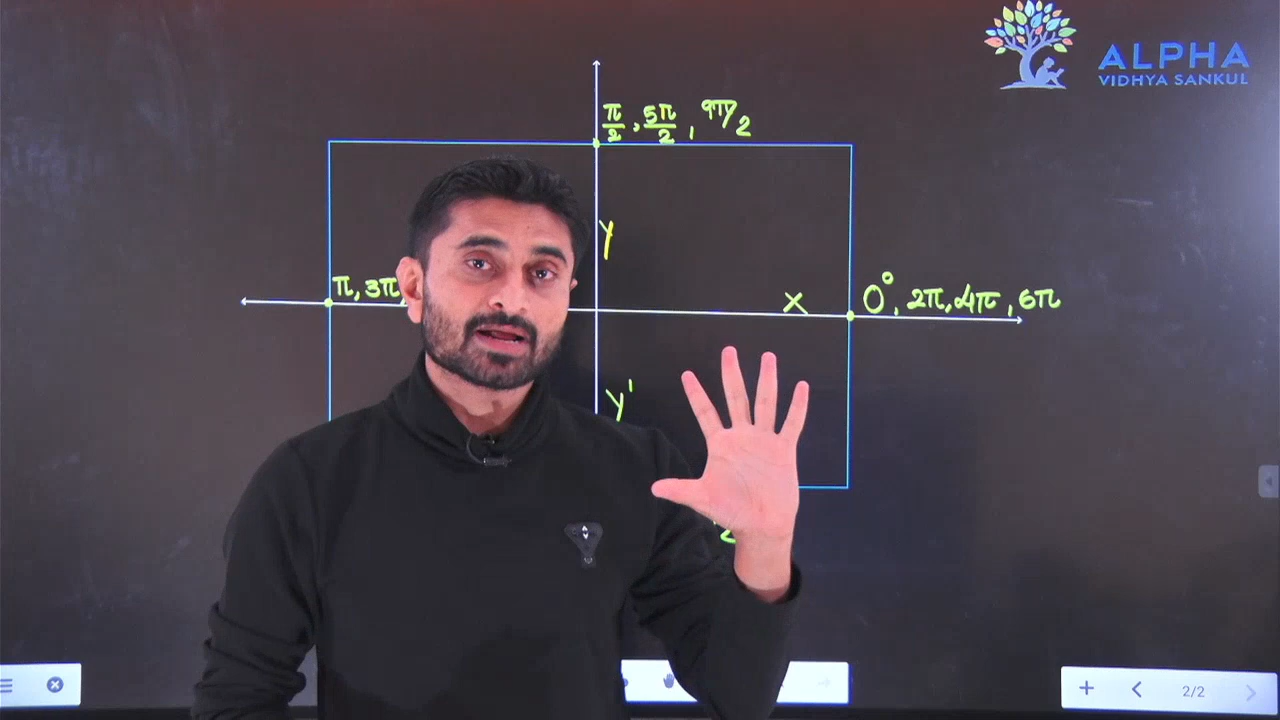 ALPHA
VIDHYA SANKUL
π/2, 5π/2, 9π/2
Y
π, 3π,
X
0°, 2π, 4π, 6π
Y'
2/2